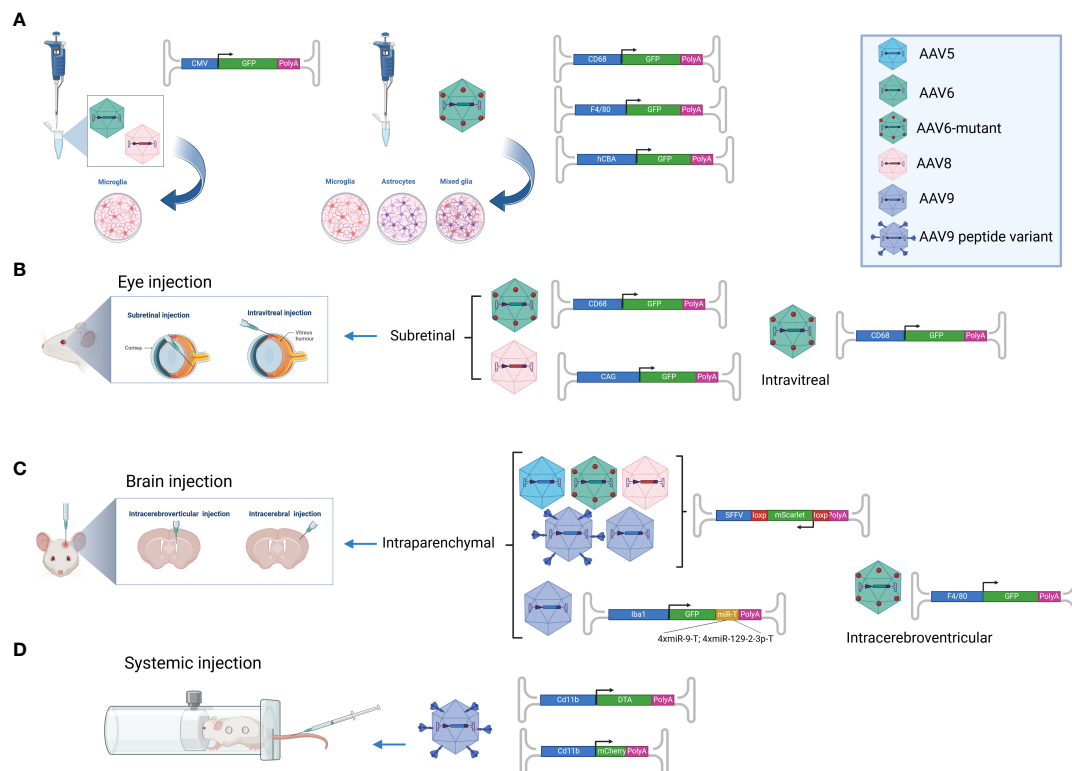 A
CMV GFP PolyA
Microglia
Microglia Astrocytes Mixed glia
CD68 GFP PolyA
F4/80 GFP PolyA
hCBA GFP PolyA
AAV5
AAV6
AAV6-mutant
AAV8
AAV9
AAV9 peptide variant
B
Eye injection
Subretinal injection
Cornea
Intravitreal injection
Vitreus
humour
Subretinal
CD68 GFP PolyA
CAG GFP PolyA
Intravitreal
CD68 GFP PolyA
C
Brain injection
Intracerebroverticular injection
Intracerebral injection
Intraparenchymal
SFFV loxp mScarlet loxp PolyA
Iba1 GFP miR-T PolyA
4xmiR-9-T; 4xmiR-129-2-3p-T
F4/80 GFP PolyA
Intracerebroventricular
D
Systemic injection
Cd11b DTA PolyA
Cd11b mCherry PolyA